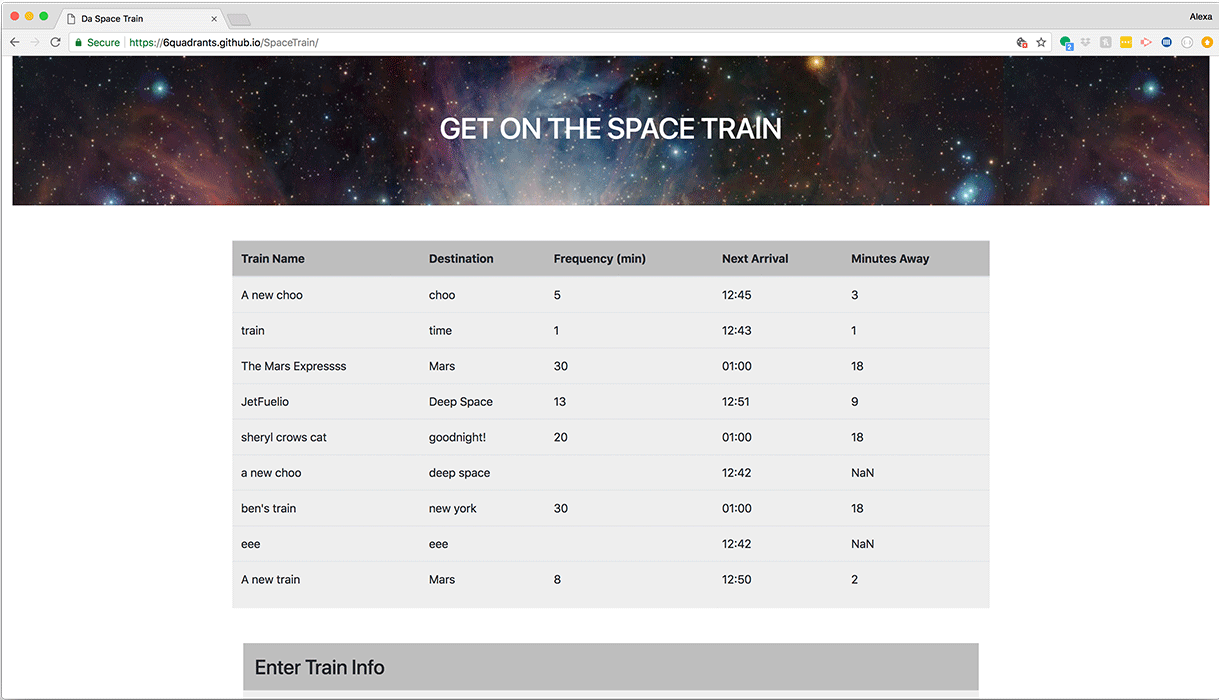 Da Space Train
Alexa
Secure https://6quadrants.github.io/SpaceTrain/
2
GET ON THE SPACE TRAIN
Train Name Destination Frequency (min) Next Arrival Minutes Away
A new choo choo 5 12:45 3
train time 1 12:43 1
The Mars Expressss Mars 30 01:00 18
JetFuelio Deep Space 13 12:51 9
sheryl crows cat goodnight! 20 01:00 18
a new choo deep space 12:42 NaN
ben's train new york 30 01:00 18
eee eee 12:42 NaN
A new train Mars 8 12:50 2
Enter Train Info